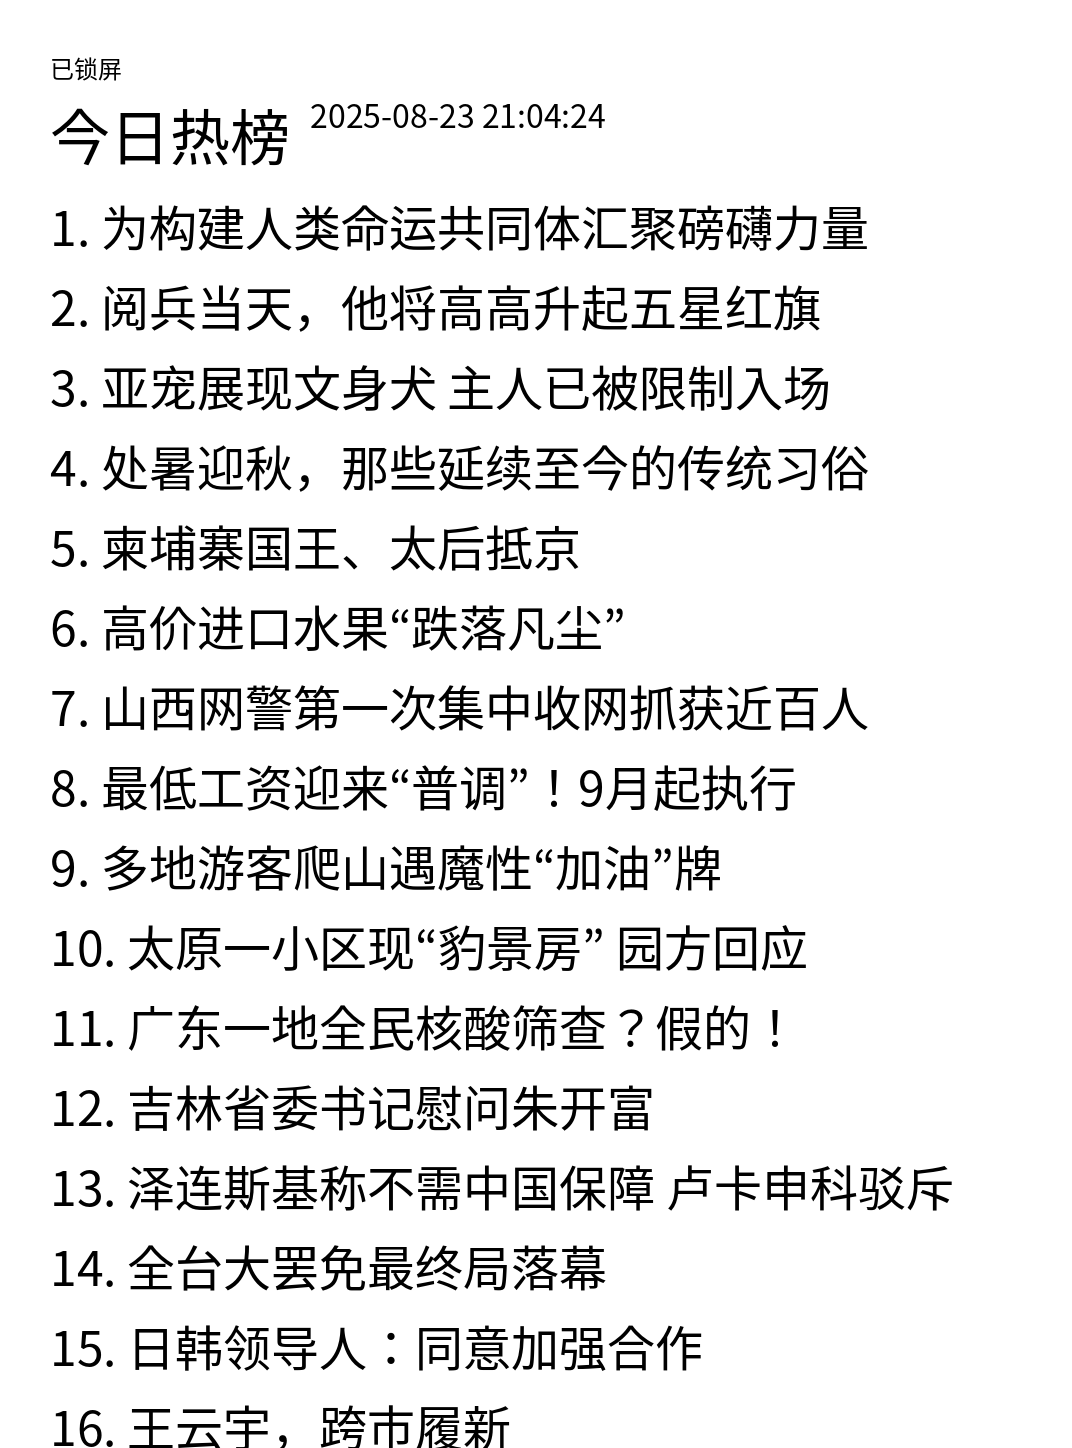 已锁屏
今日热榜 2025-08-23 21:04:24
1. 为构建人类命运共同体汇聚磅礴力量
2. 阅兵当天，他将高高升起五星红旗
3. 亚宠展现文身犬 主人已被限制入场
4. 处暑迎秋，那些延续至今的传统习俗
5. 柬埔寨国王、太后抵京
6. 高价进口水果“跌落凡尘”
7. 山西网警第一次集中收网抓获近百人
8. 最低工资迎来“普调”！9月起执行
9. 多地游客爬山遇魔性“加油”牌
10. 太原一小区现“豹景房” 园方回应
11. 广东一地全民核酸筛查？假的！
12. 吉林省委书记慰问朱开富
13. 泽连斯基称不需中国保障 卢卡申科驳斥
14. 全台大罢免最终局落幕
15. 日韩领导人：同意加强合作
16. 王云宇，跨市履新